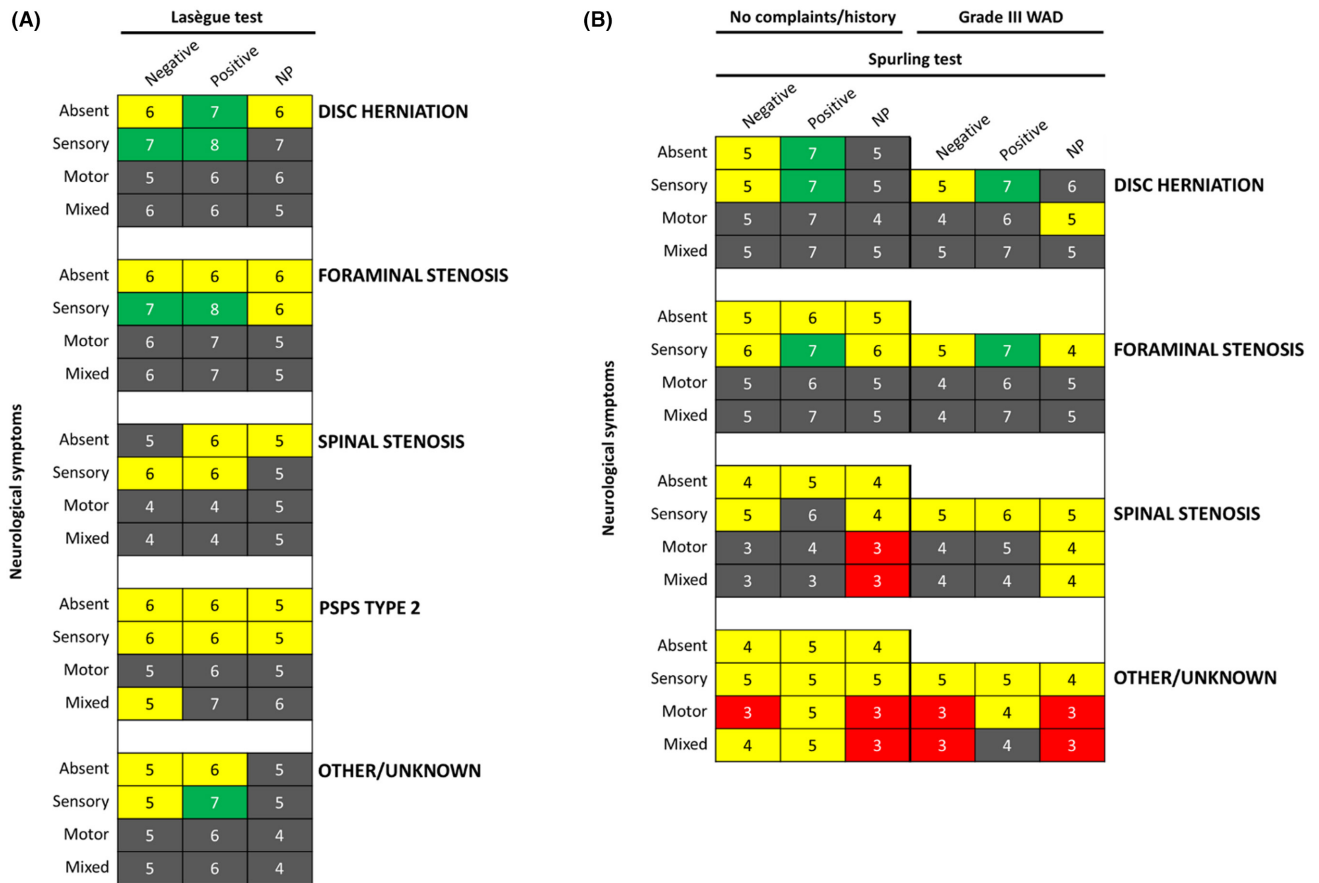 (A)
Lasègue test
Negative Positive NP
Absent 6 7 6 DISC HERNIATION
Sensory 7 8 7
Motor 5 6 6
Mixed 6 6 5
Absent 6 6 6 FORAMINAL STENOSIS
Sensory 7 8 6
Motor 6 7 5
Mixed 6 7 5
Neurological symptoms
Absent 5 6 5 SPINAL STENOSIS
Sensory 6 6 5
Motor 4 4 5
Mixed 4 4 5
Absent 6 6 5 PSPS TYPE 2
Sensory 6 6 5
Motor 5 6 5
Mixed 5 7 6
Absent 5 6 5 OTHER/UNKNOWN
Sensory 5 7 5
Motor 5 6 4
Mixed 5 6 4
(B)
No complaints/history Grade III WAD
Spurling test
Negative Positive NP Negative Positive NP
Absent 5 7 5
Sensory 5 7 5 5 7 6 DISC HERNIATION
Motor 5 7 4 4 6 5
Mixed 5 7 5 5 7 5
Absent 5 6 5
Sensory 6 7 6 5 7 4 FORAMINAL STENOSIS
Motor 5 6 5 4 6 5
Mixed 5 7 5 4 7 5
Neurological symptoms
Absent 4 5 4
Sensory 5 6 4 5 6 5 SPINAL STENOSIS
Motor 3 4 3 4 5 4
Mixed 3 3 3 4 4 4
Absent 4 5 4
Sensory 5 5 5 5 5 4 OTHER/UNKNOWN
Motor 3 5 3 3 4 3
Mixed 4 5 3 3 4 3